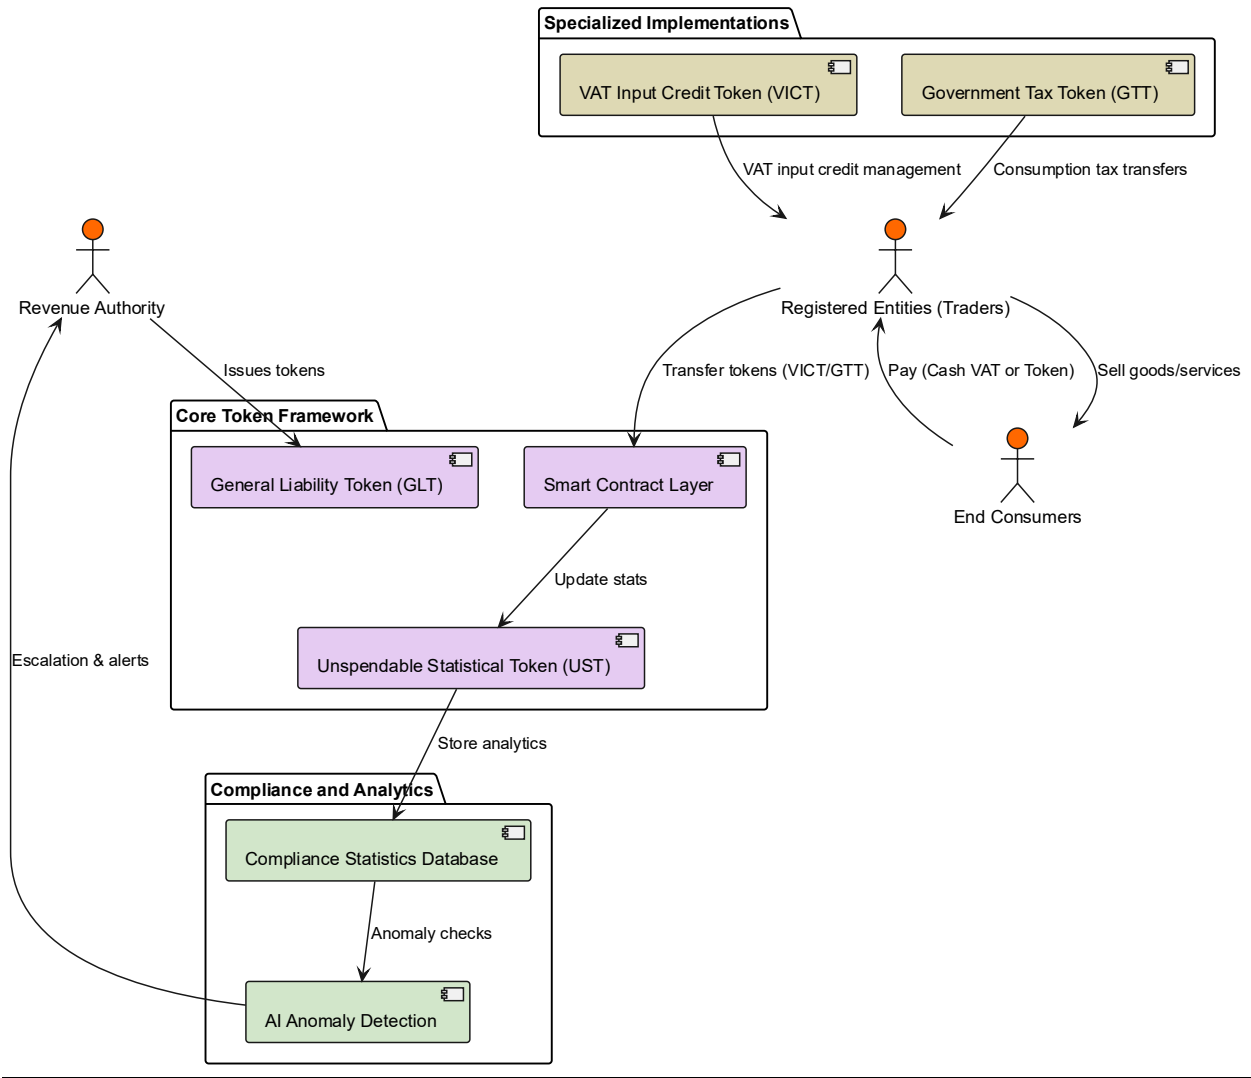 Specialized Implementations
VAT Input Credit Token (VICT)
Government Tax Token (GTT)
VAT input credit management
Consumption tax transfers
Revenue Authority
Registered Entities (Traders)
Issues tokens
Transfer tokens (VICT/GTT)
Pay (Cash VAT or Token)
Sell goods/services
Core Token Framework
General Liability Token (GLT)
Smart Contract Layer
End Consumers
Update stats
Escalation & alerts
Unspendable Statistical Token (UST)
Store analytics
Compliance and Analytics
Compliance Statistics Database
Anomaly checks
AI Anomaly Detection